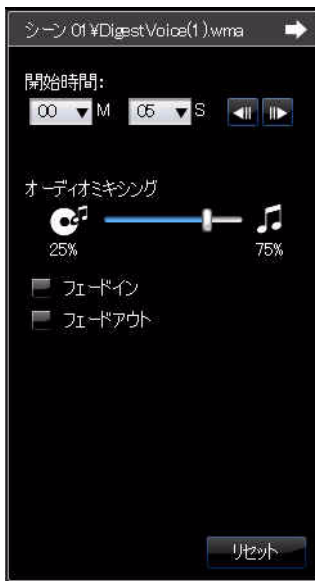 シーン 01¥DigestVoice(1).wma
開始時間:
00 M 05 S
オーディオミキシング
25% 75%
フェードイン
フェードアウト
リセット